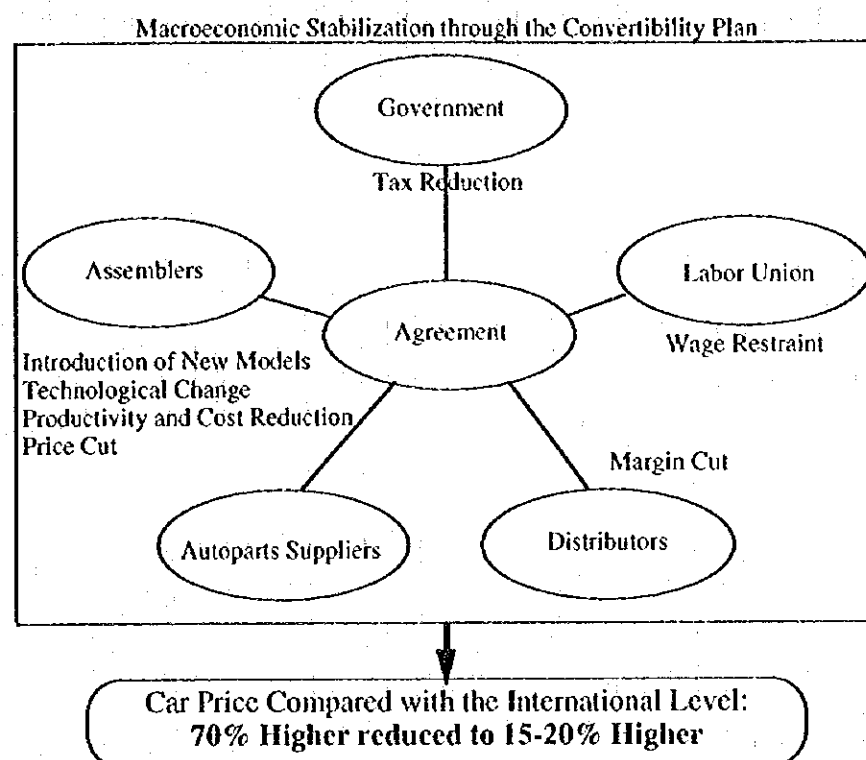 Macroeconomic Stabilization through the Convertibility Plan
Government
Tax Reduction
Assemblers
Labor Union
Agreement
Wage Restraint
Introduction of New Models
Technological Change
Productivity and Cost Reduction
Price Cut
Margin Cut
Autoparts Suppliers
Distributors
Car Price Compared with the International Level:
70% Higher reduced to 15-20% Higher